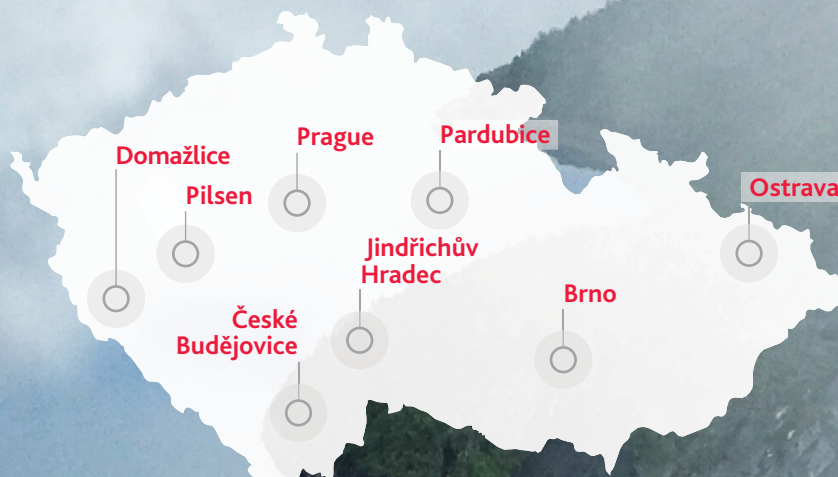 Prague
Pardubice
Domažlice
Pilsen
Ostrava
Jindřichův
Hradec
Brno
České
Budějovice